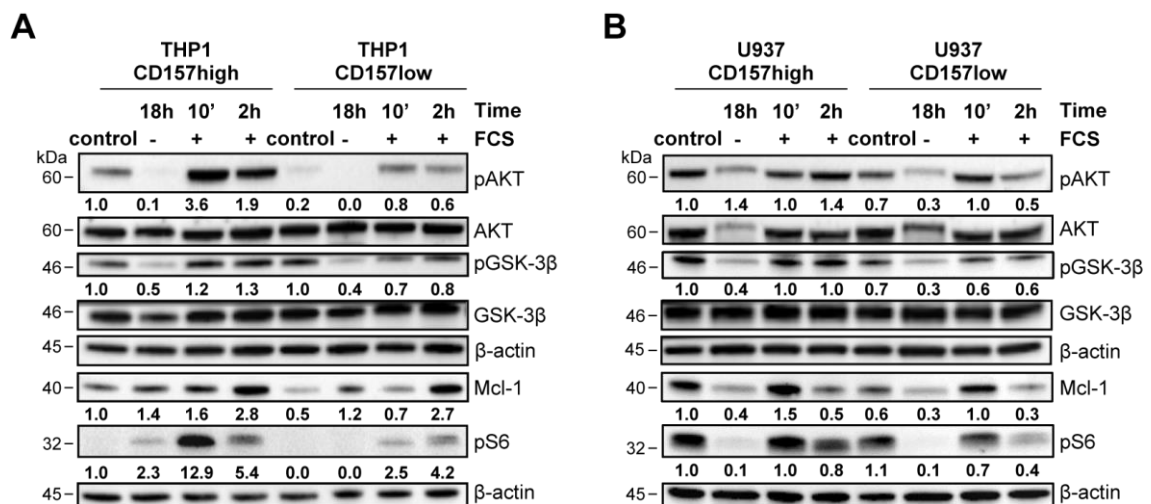 A
THP1 CD157high
THP1 CD157low
18h 10’ 2h 18h 10’ 2h Time
control - + + control - + + FCS
kDa
60 pAKT
1.0 0.1 3.6 1.9 0.2 0.0 0.8 0.6
60 AKT
46 pGSK-3β
1.0 0.5 1.2 1.3 1.0 0.4 0.7 0.8
46 GSK-3β
45 β-actin
40 Mcl-1
1.0 1.4 1.6 2.8 0.5 1.2 0.7 2.7
32 pS6
1.0 2.3 12.9 5.4 0.0 0.0 2.5 4.2
45 β-actin
B
U937 CD157high
U937 CD157low
18h 10’ 2h 18h 10’ 2h Time
control - + + control - + + FCS
kDa
60 pAKT
1.0 1.4 1.0 1.4 0.7 0.3 1.0 0.5
60 AKT
46 pGSK-3β
1.0 0.4 1.0 1.0 0.7 0.3 0.6 0.6
46 GSK-3β
45 β-actin
40 Mcl-1
1.0 0.4 1.5 0.5 0.6 0.3 1.0 0.3
32 pS6
1.0 0.1 1.0 0.8 1.1 0.1 0.7 0.4
45 β-actin